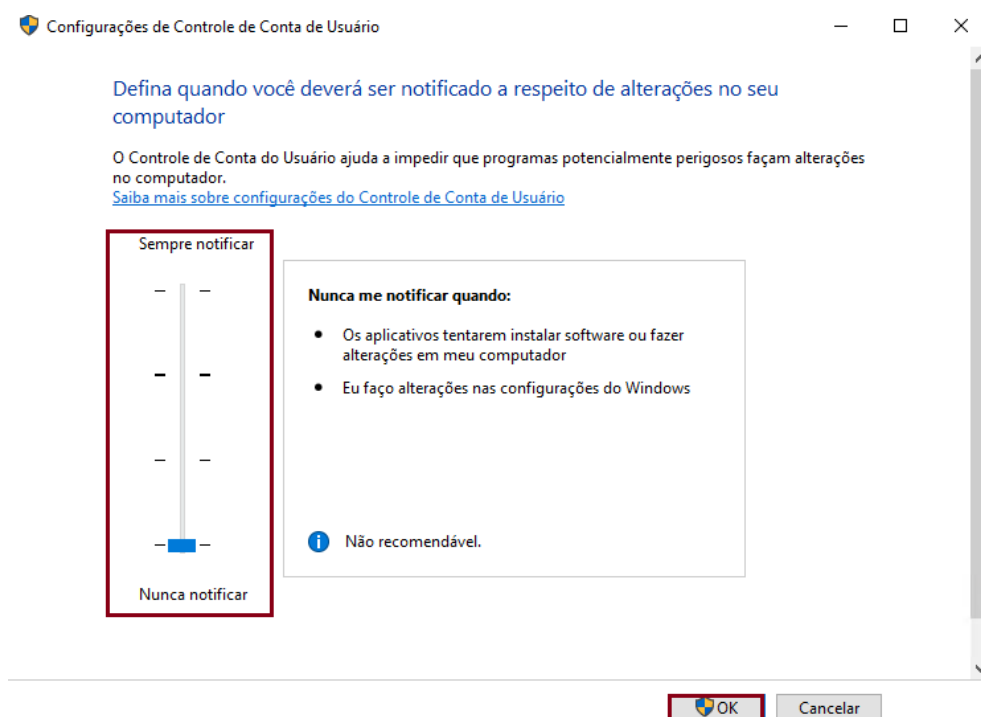 Configurações de Controle de Conta de Usuário
Defina quando você deverá ser notificado a respeito de alterações no seu
computador
O Controle de Conta do Usuário ajuda a impedir que programas potencialmente perigosos façam alterações
no computador.
Saiba mais sobre configurações do Controle de Conta de Usuário
Sempre notificar
Nunca me notificar quando:
Os aplicativos tentarem instalar software ou fazer
alterações em meu computador
Eu faço alterações nas configurações do Windows
Não recomendável.
Nunca notificar
OK
Cancelar